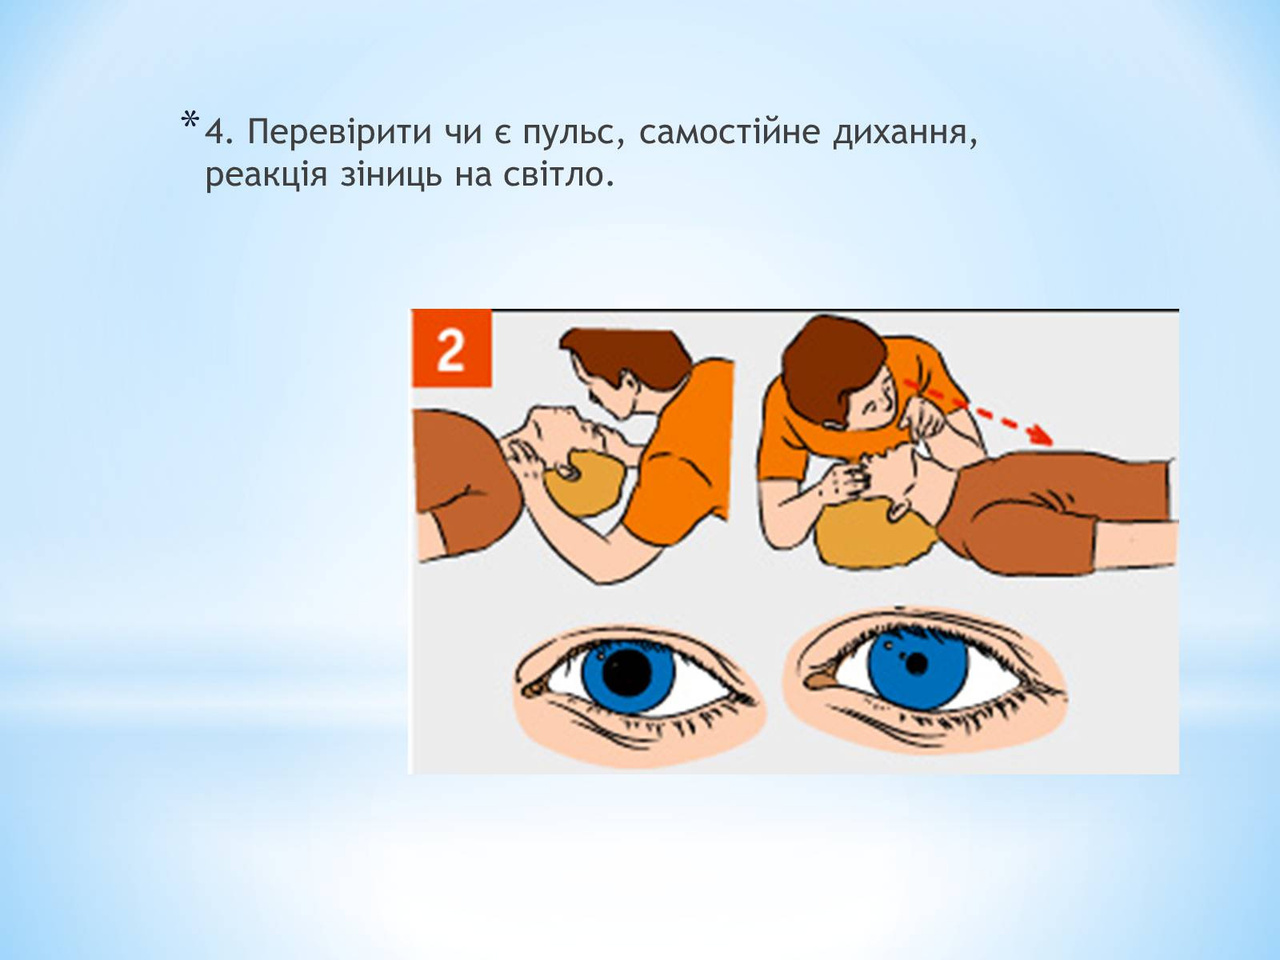 * 4. Перевірити чи є пульс, самостійне дихання,
реакція зіниць на світло.
2